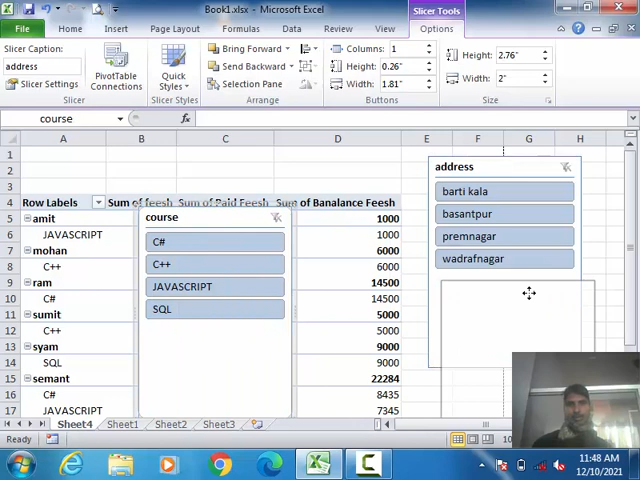 Book1.xlsx - Microsoft Excel
Slicer Tools
File
Home
Insert
Page Layout
Formulas
Data
Review
View
Options
Slicer Caption:
address
Slicer Settings
Slicer
PivotTable
Connections
Quick
Styles
Slicer Styles
Bring Forward
Send Backward
Selection Pane
Arrange
Columns: 1
Height: 0.26"
Width: 1.81"
Buttons
Height: 2.76"
Width: 2"
Size
course
fx
A B C D E F G H
1
2
3
4 Row Labels Sum of feesh Sum of Paid Feesh Sum of Banalance Feesh
5 amit 1000
6 JAVASCRIPT 1000
7 mohan 6000
8 C++ 6000
9 ram 14500
10 C# 14500
11 sumit 5000
12 C++ 5000
13 syam 9000
14 SQL 9000
15 semant 22284
16 C# 8435
17 JAVASCRIPT 7345
course
C#
C++
JAVASCRIPT
SQL
address
barti kala
basantpur
premnagar
wadrafnagar
Sheet4 Sheet1 Sheet2 Sheet3
Ready
10
11:48 AM
12/10/2021